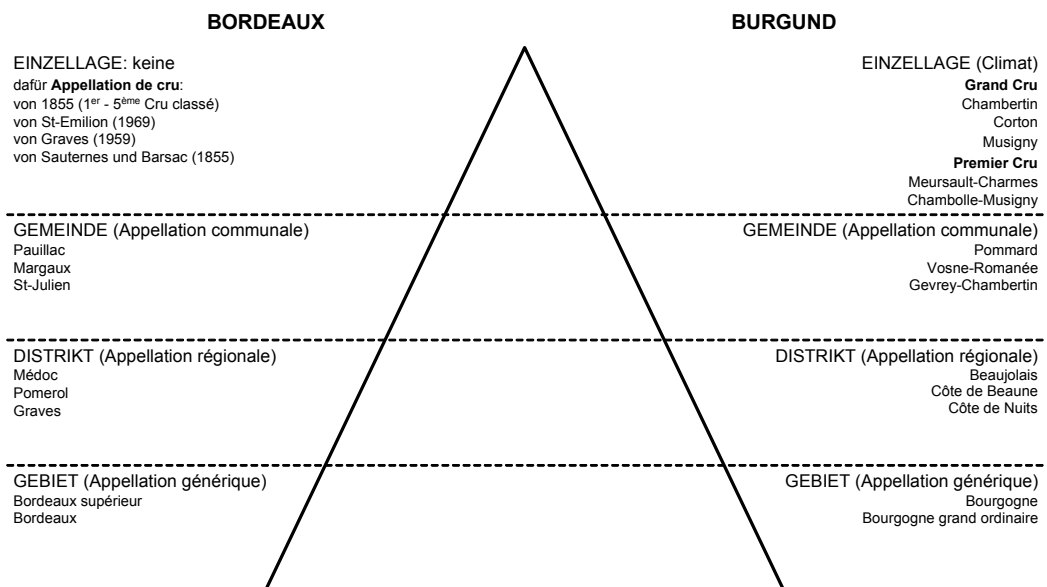 BORDEAUX
BURGUND
EINZELLAGE: keine
dafür Appellation de cru:
von 1855 (1er - 5ème Cru classé)
von St-Emilion (1969)
von Graves (1959)
von Sauternes und Barsac (1855)
EINZELLAGE (Climat)
Grand Cru
Chambertin
Corton
Musigny
Premier Cru
Meursault-Charmes
Chambolle-Musigny
GEMEINDE (Appellation communale)
Pauillac
Margaux
St-Julien
GEMEINDE (Appellation communale)
Pommard
Vosne-Romanée
Gevrey-Chambertin
DISTRIKT (Appellation régionale)
Médoc
Pomerol
Graves
DISTRIKT (Appellation régionale)
Beaujolais
Côte de Beaune
Côte de Nuits
GEBIET (Appellation générique)
Bordeaux supérieur
Bordeaux
GEBIET (Appellation générique)
Bourgogne
Bourgogne grand ordinaire